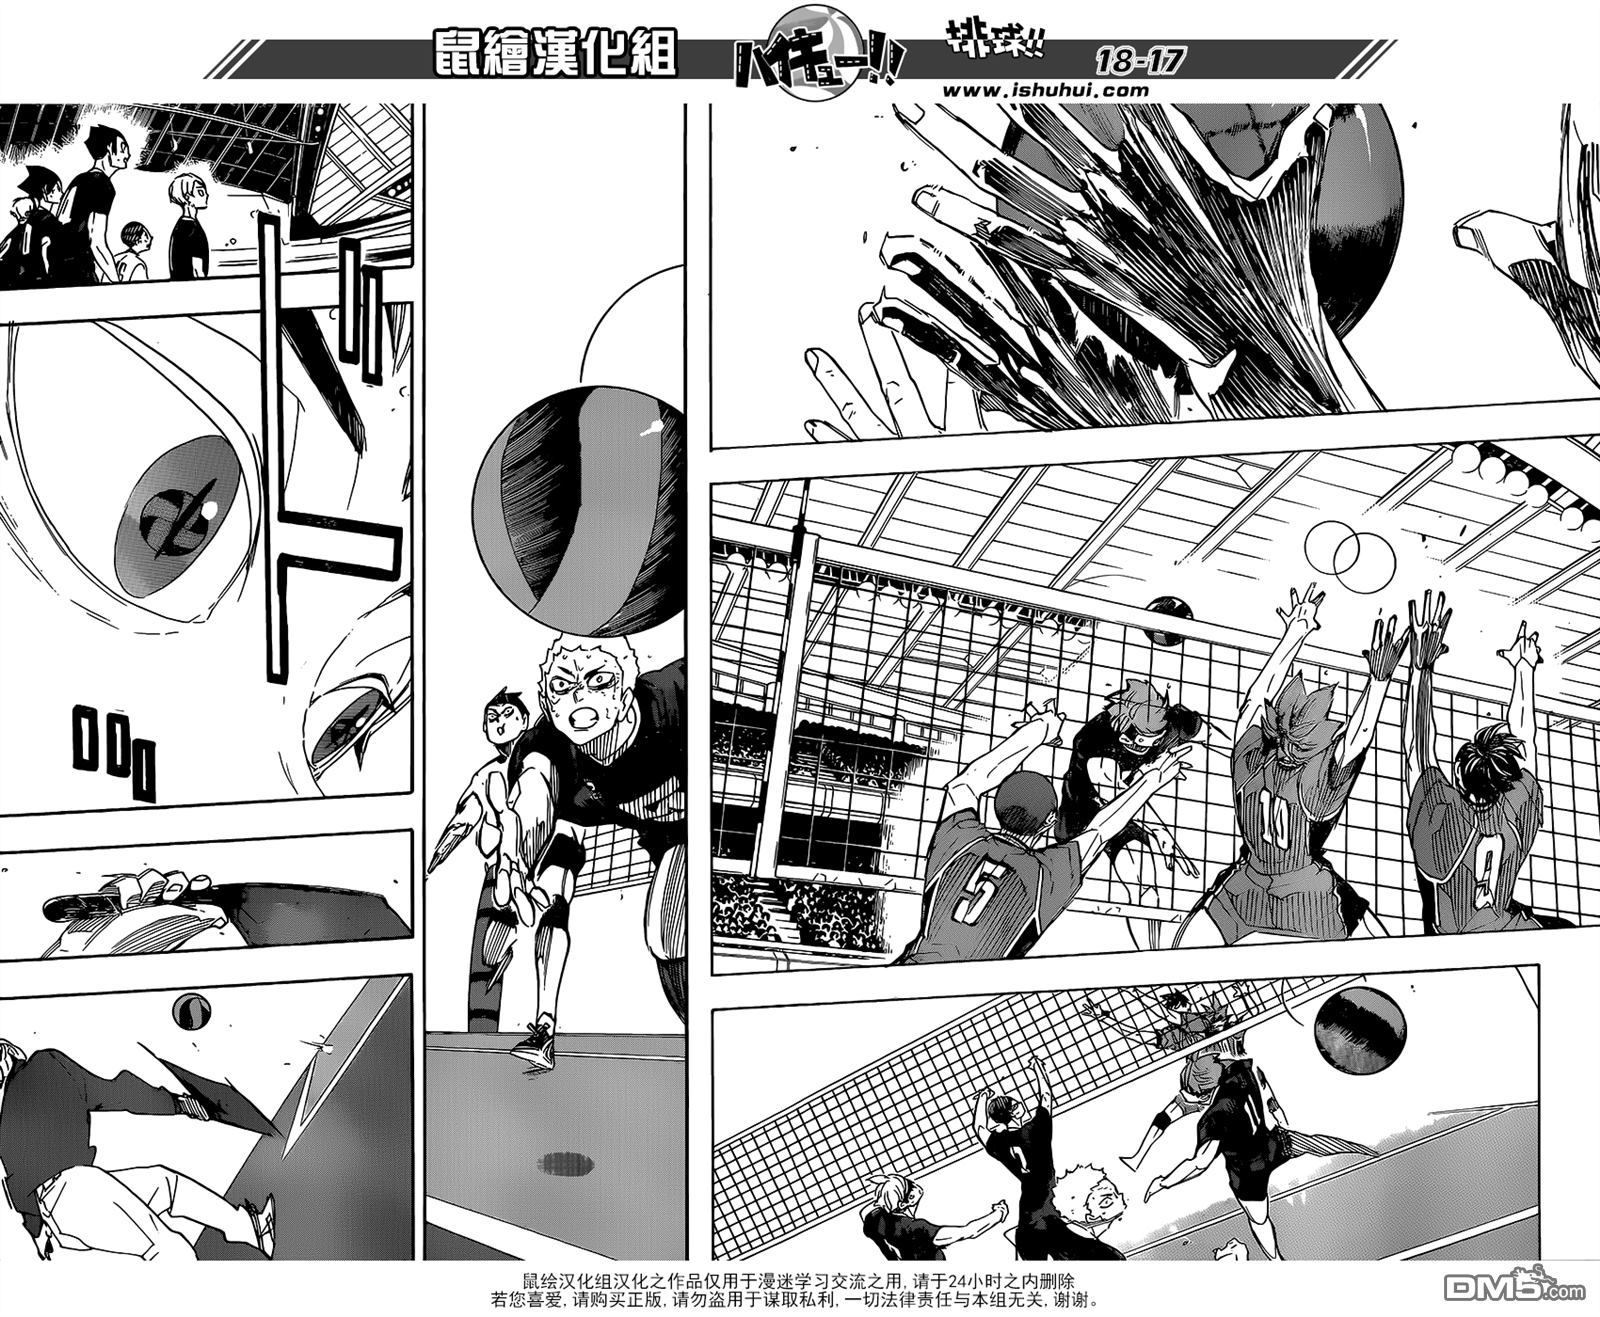 鼠繪漢化組
ハイキュー!!
排球!!
18-17
www.ishuhui.com
5
10
9
鼠绘汉化组汉化之作品仅用于漫迷学习交流之用,请于24小时之内删除
若您喜爱,请购买正版,请勿盗用于谋取私利,一切法律责任与本组无关,谢谢。
DM5.com